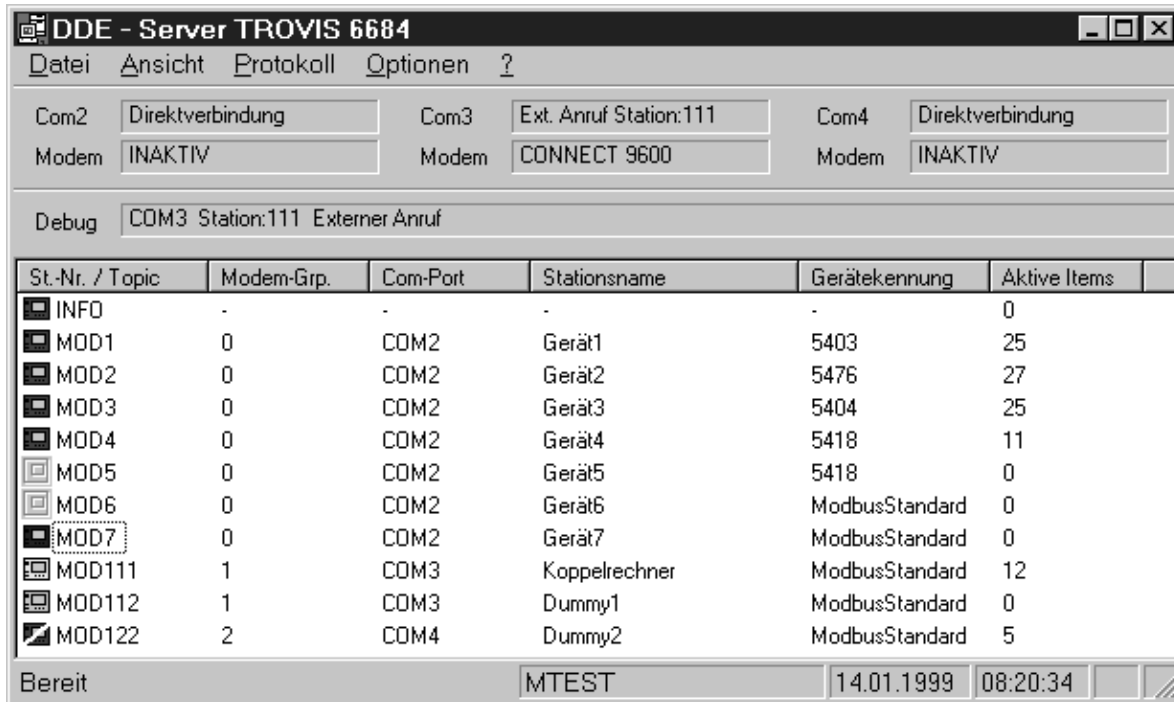 DDE - Server TROVIS 6684
Datei Ansicht Protokoll Optionen ?
Com2 Direktverbindung Com3 Ext. Anruf Station:111 Com4 Direktverbindung
Modem INAKTIV Modem CONNECT 9600 Modem INAKTIV
Debug COM3 Station:111 Externer Anruf
St.-Nr. / Topic Modem-Grp. Com-Port Stationsname Gerätekennung Aktive Items
INFO - - - - 0
MOD1 0 COM2 Gerät1 5403 25
MOD2 0 COM2 Gerät2 5476 27
MOD3 0 COM2 Gerät3 5404 25
MOD4 0 COM2 Gerät4 5418 11
MOD5 0 COM2 Gerät5 5418 0
MOD6 0 COM2 Gerät6 ModbusStandard 0
MOD7 0 COM2 Gerät7 ModbusStandard 0
MOD111 1 COM3 Koppelrechner ModbusStandard 12
MOD112 1 COM3 Dummy1 ModbusStandard 0
MOD122 2 COM4 Dummy2 ModbusStandard 5
Bereit MTEST 14.01.1999 08:20:34